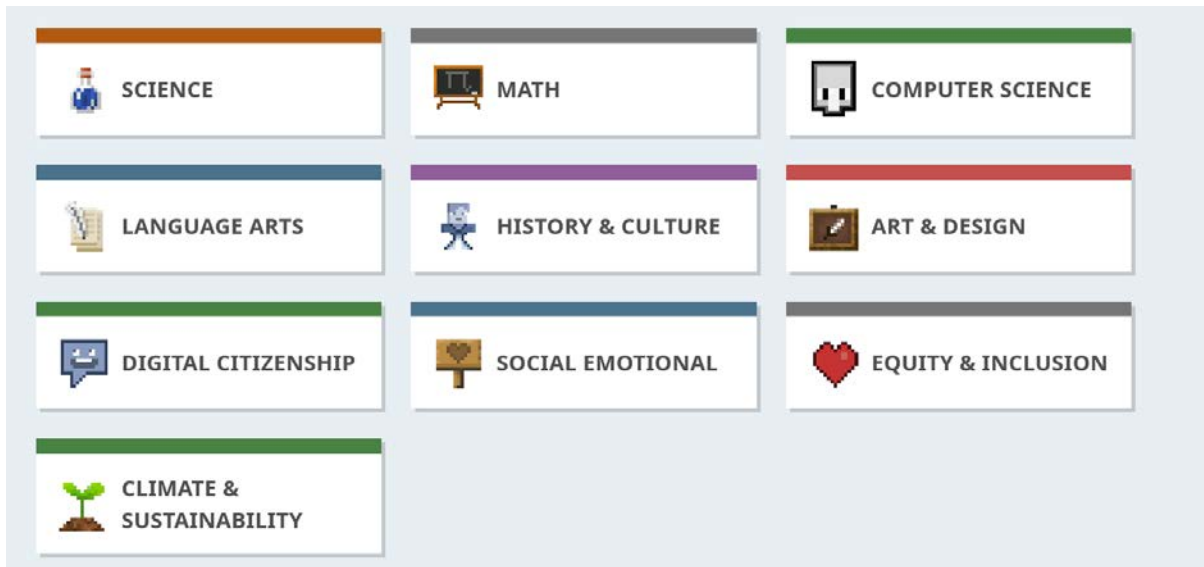 SCIENCE
MATH
COMPUTER SCIENCE
LANGUAGE ARTS
HISTORY & CULTURE
ART & DESIGN
DIGITAL CITIZENSHIP
SOCIAL EMOTIONAL
EQUITY & INCLUSION
CLIMATE &
SUSTAINABILITY